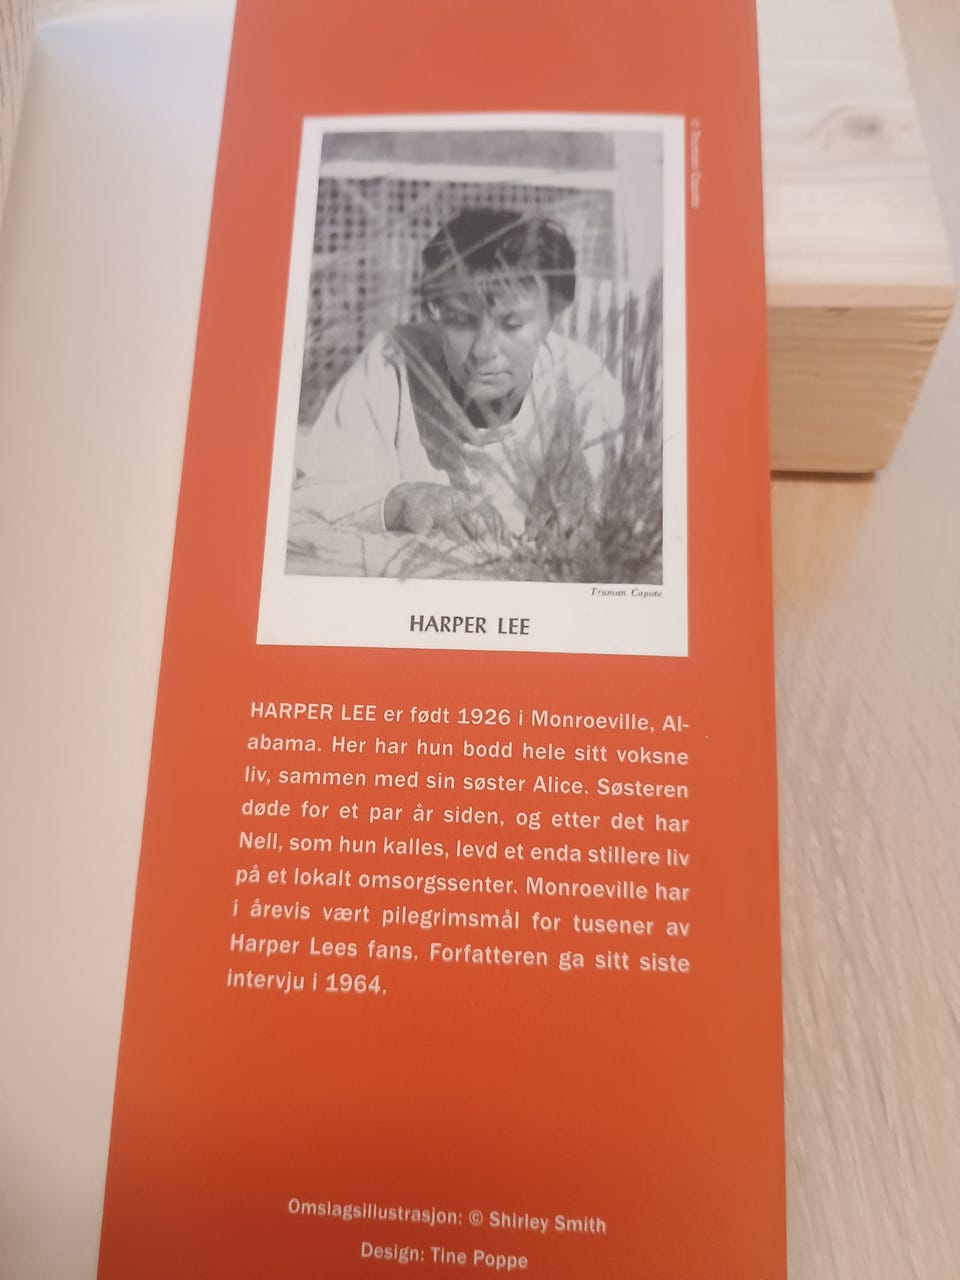 © Truman Capote
Truman Capote
HARPER LEE
HARPER LEE er født 1926 i Monroeville, Al-
abama. Her har hun bodd hele sitt voksne
liv, sammen med sin søster Alice. Søsteren
døde for et par år siden, og etter det har
Nell, som hun kalles, levd et enda stillere liv
på et lokalt omsorgssenter. Monroeville har
i årevis vært pilegrimsmål for tusener av
Harper Lees fans. Forfatteren ga sitt siste
intervju i 1964.
Omslagsillustrasjon: © Shirley Smith
Design: Tine Poppe